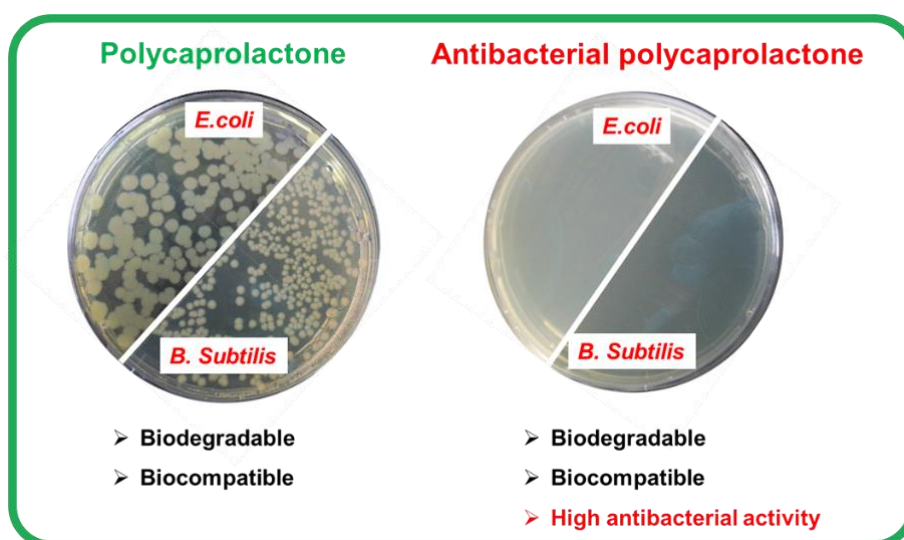 Polycaprolactone
Antibacterial polycaprolactone
E.coli
B. Subtilis
E.coli
B. Subtilis
➢ Biodegradable
➢ Biocompatible
➢ Biodegradable
➢ Biocompatible
➢ High antibacterial activity